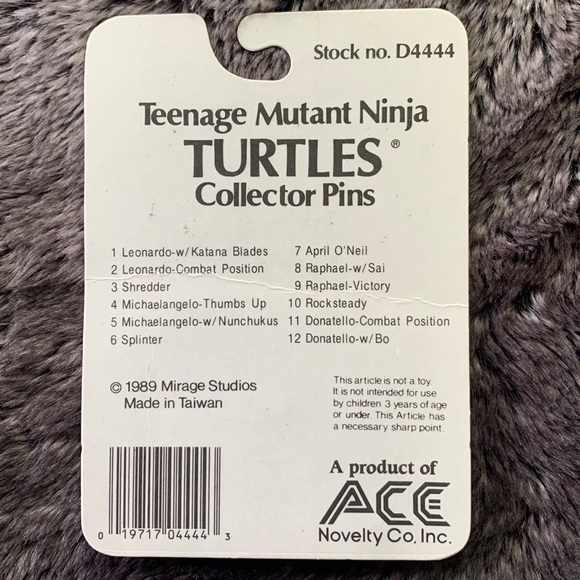 Stock no. D4444
Teenage Mutant Ninja
TURTLES®
Collector Pins
1 Leonardo-w/Katana Blades
2 Leonardo-Combat Position
3 Shredder
4 Michaelangelo-Thumbs Up
5 Michaelangelo-w/Nunchukus
6 Splinter
7 April O'Neil
8 Raphael-w/Sai
9 Raphael-Victory
10 Rocksteady
11 Donatello-Combat Position
12 Donatello-w/Bo
© 1989 Mirage Studios
Made in Taiwan
This article is not a toy.
It is not intended for use
by children 3 years of age
or under. This Article has
a necessary sharp point.
A product of
ACE
Novelty Co, Inc.
0 19717 04444 3